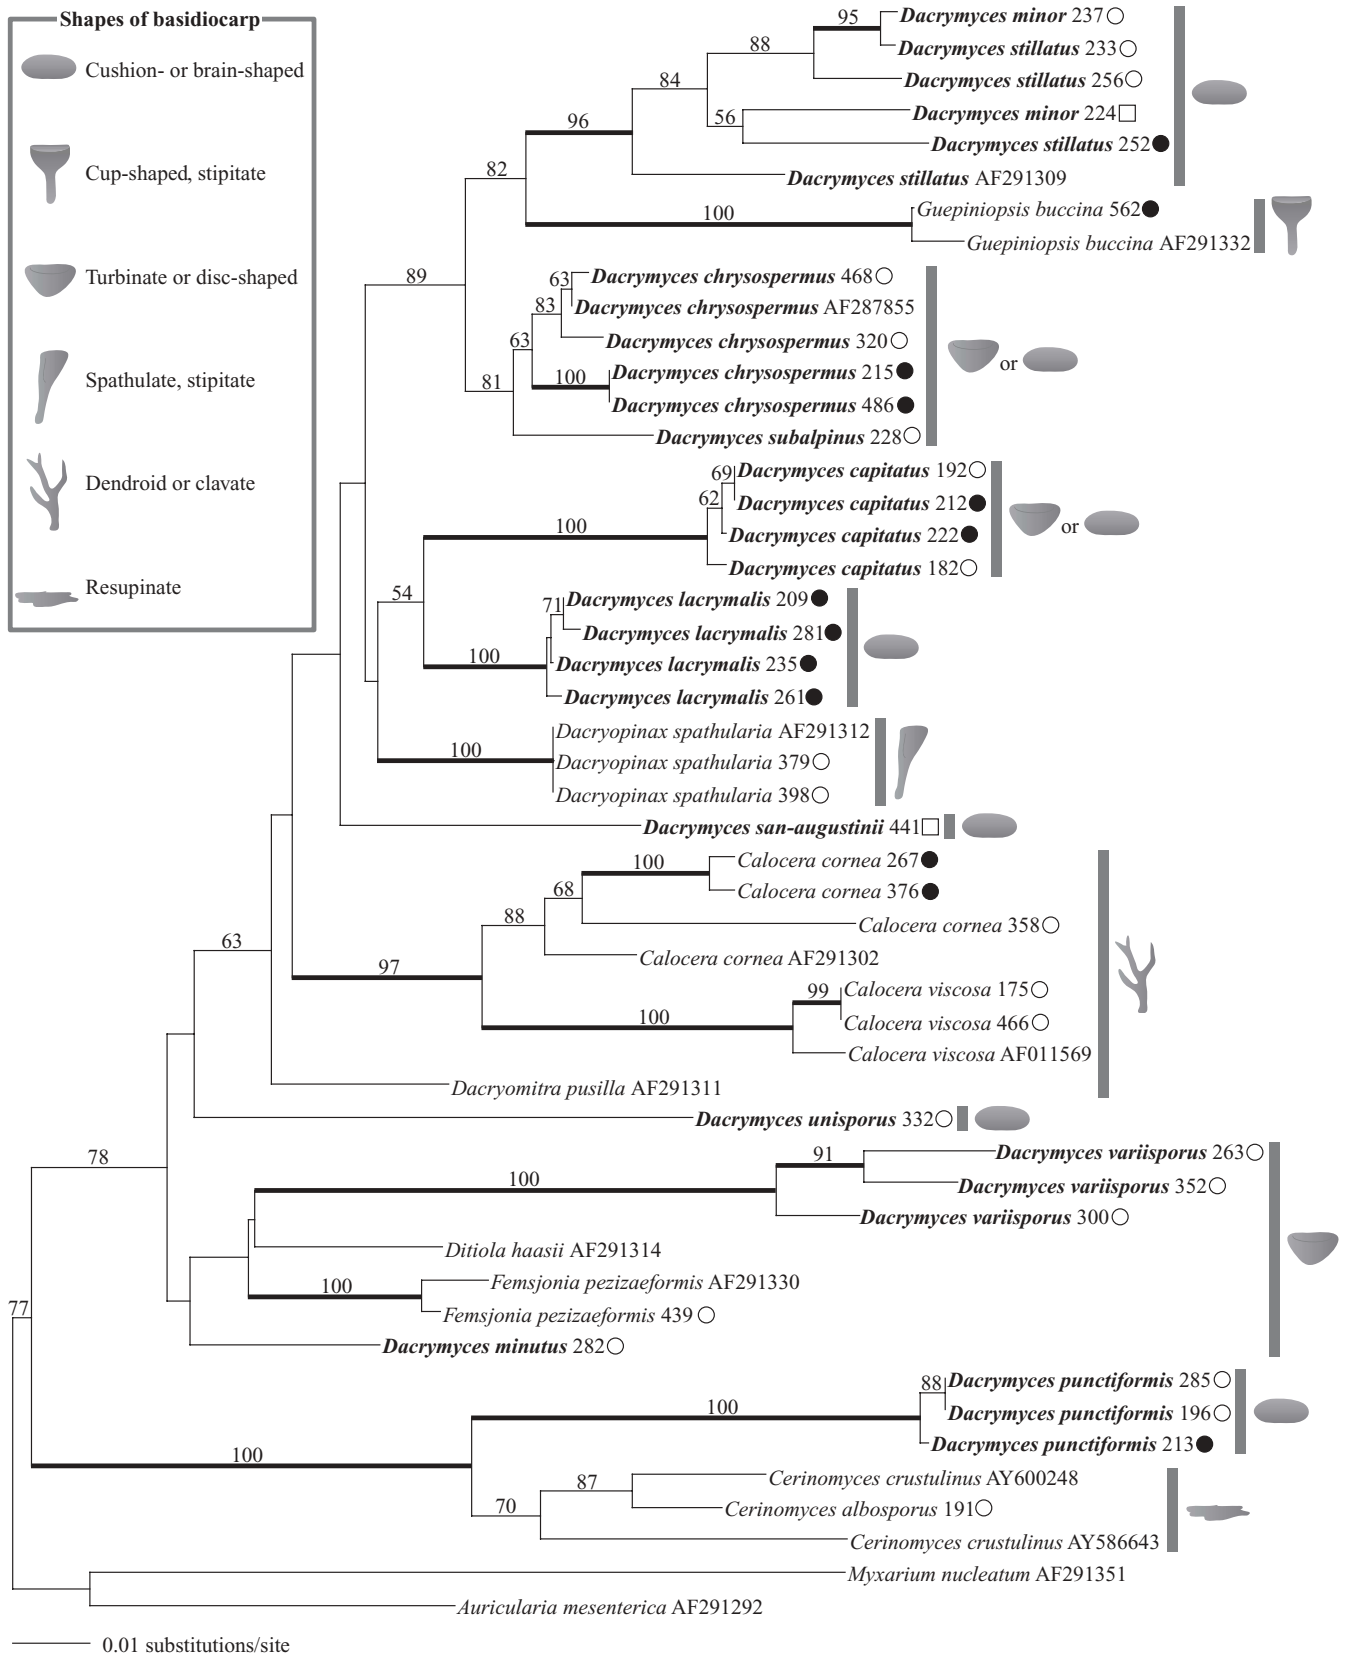 Shapes of basidiocarp
Cushion- or brain-shaped
Cup-shaped, stipitate
Turbinate or disc-shaped
Spathulate, stipitate
Dendroid or clavate
Resupinate
95
Dacrymyces minor 237
Dacrymyces stillatus 233
88
Dacrymyces stillatus 256
84
Dacrymyces minor 224
56
96
Dacrymyces stillatus 252
82
Dacrymyces stillatus AF291309
100
Guepiniopsis buccina 562
Guepiniopsis buccina AF291332
89
63
Dacrymyces chrysospermus 468
83
Dacrymyces chrysospermus AF287855
63
Dacrymyces chrysospermus 320
or
81
100
Dacrymyces chrysospermus 215
Dacrymyces chrysospermus 486
Dacrymyces subalpinus 228
69
Dacrymyces capitatus 192
62
Dacrymyces capitatus 212
100
Dacrymyces capitatus 222
or
Dacrymyces capitatus 182
54
71
Dacrymyces lacrymalis 209
Dacrymyces lacrymalis 281
100
Dacrymyces lacrymalis 235
Dacrymyces lacrymalis 261
Dacryopinax spathularia AF291312
100
Dacryopinax spathularia 379
Dacryopinax spathularia 398
Dacrymyces san-augustinii 441
100
Calocera cornea 267
68
Calocera cornea 376
88
Calocera cornea 358
63
97
Calocera cornea AF291302
99
Calocera viscosa 175
100
Calocera viscosa 466
Calocera viscosa AF011569
Dacryomitra pusilla AF291311
Dacrymyces unisporus 332
78
91
Dacrymyces variisporus 263
100
Dacrymyces variisporus 352
Dacrymyces variisporus 300
Ditiola haasii AF291314
100
Femsjonia pezizaeformis AF291330
77
Femsjonia pezizaeformis 439
Dacrymyces minutus 282
88
Dacrymyces punctiformis 285
100
Dacrymyces punctiformis 196
Dacrymyces punctiformis 213
100
87
Cerinomyces crustulinus AY600248
70
Cerinomyces albosporus 191
Cerinomyces crustulinus AY586643
Myxarium nucleatum AF291351
Auricularia mesenterica AF291292
0.01 substitutions/site